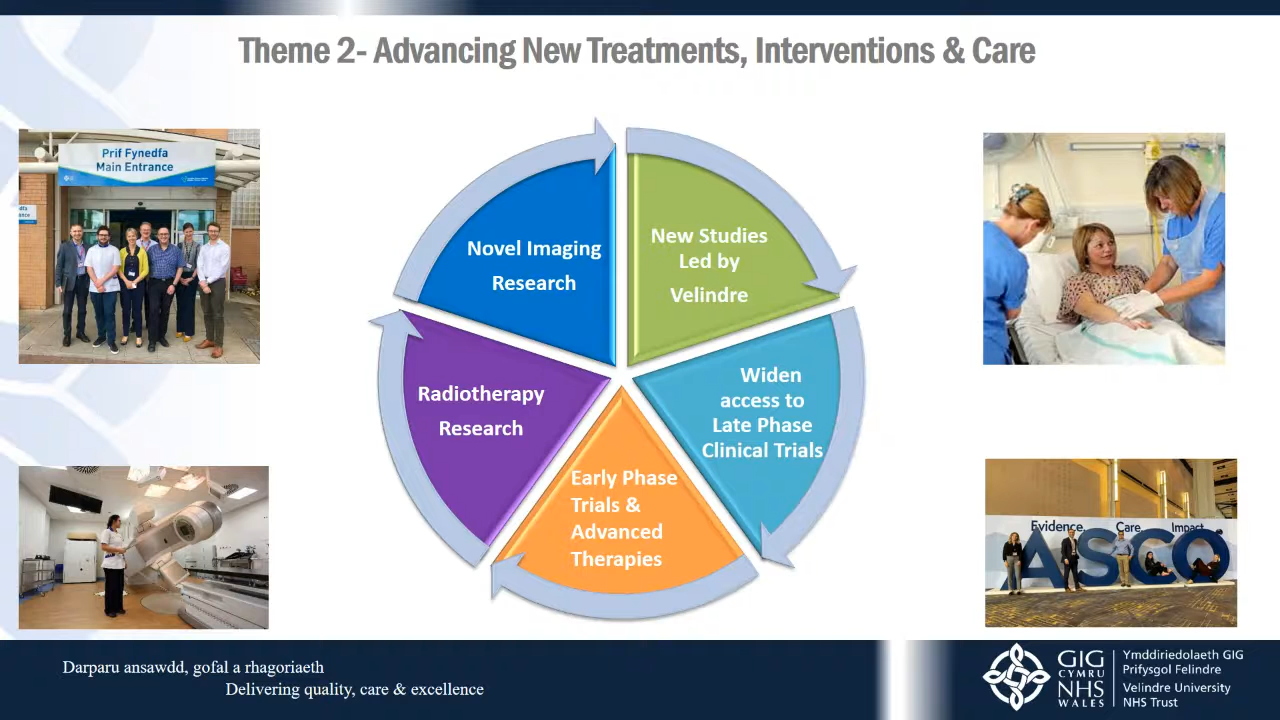 Theme 2- Advancing New Treatments, Interventions & Care
Prif Fynedfa
Main Entrance
Novel Imaging
Research
New Studies
Led by
Velindre
Widen
access to
Late Phase
Clinical Trials
Early Phase
Trials &
Advanced
Therapies
Radiotherapy
Research
Evidence. Care. Impact.
ASCO
Darparu ansawdd, gofal a rhagoriaeth
Delivering quality, care & excellence
GIG
CYMRU
NHS
WALES
Ymddiriedolaeth GIG
Prifysgol Felindre
Velindre University
NHS Trust